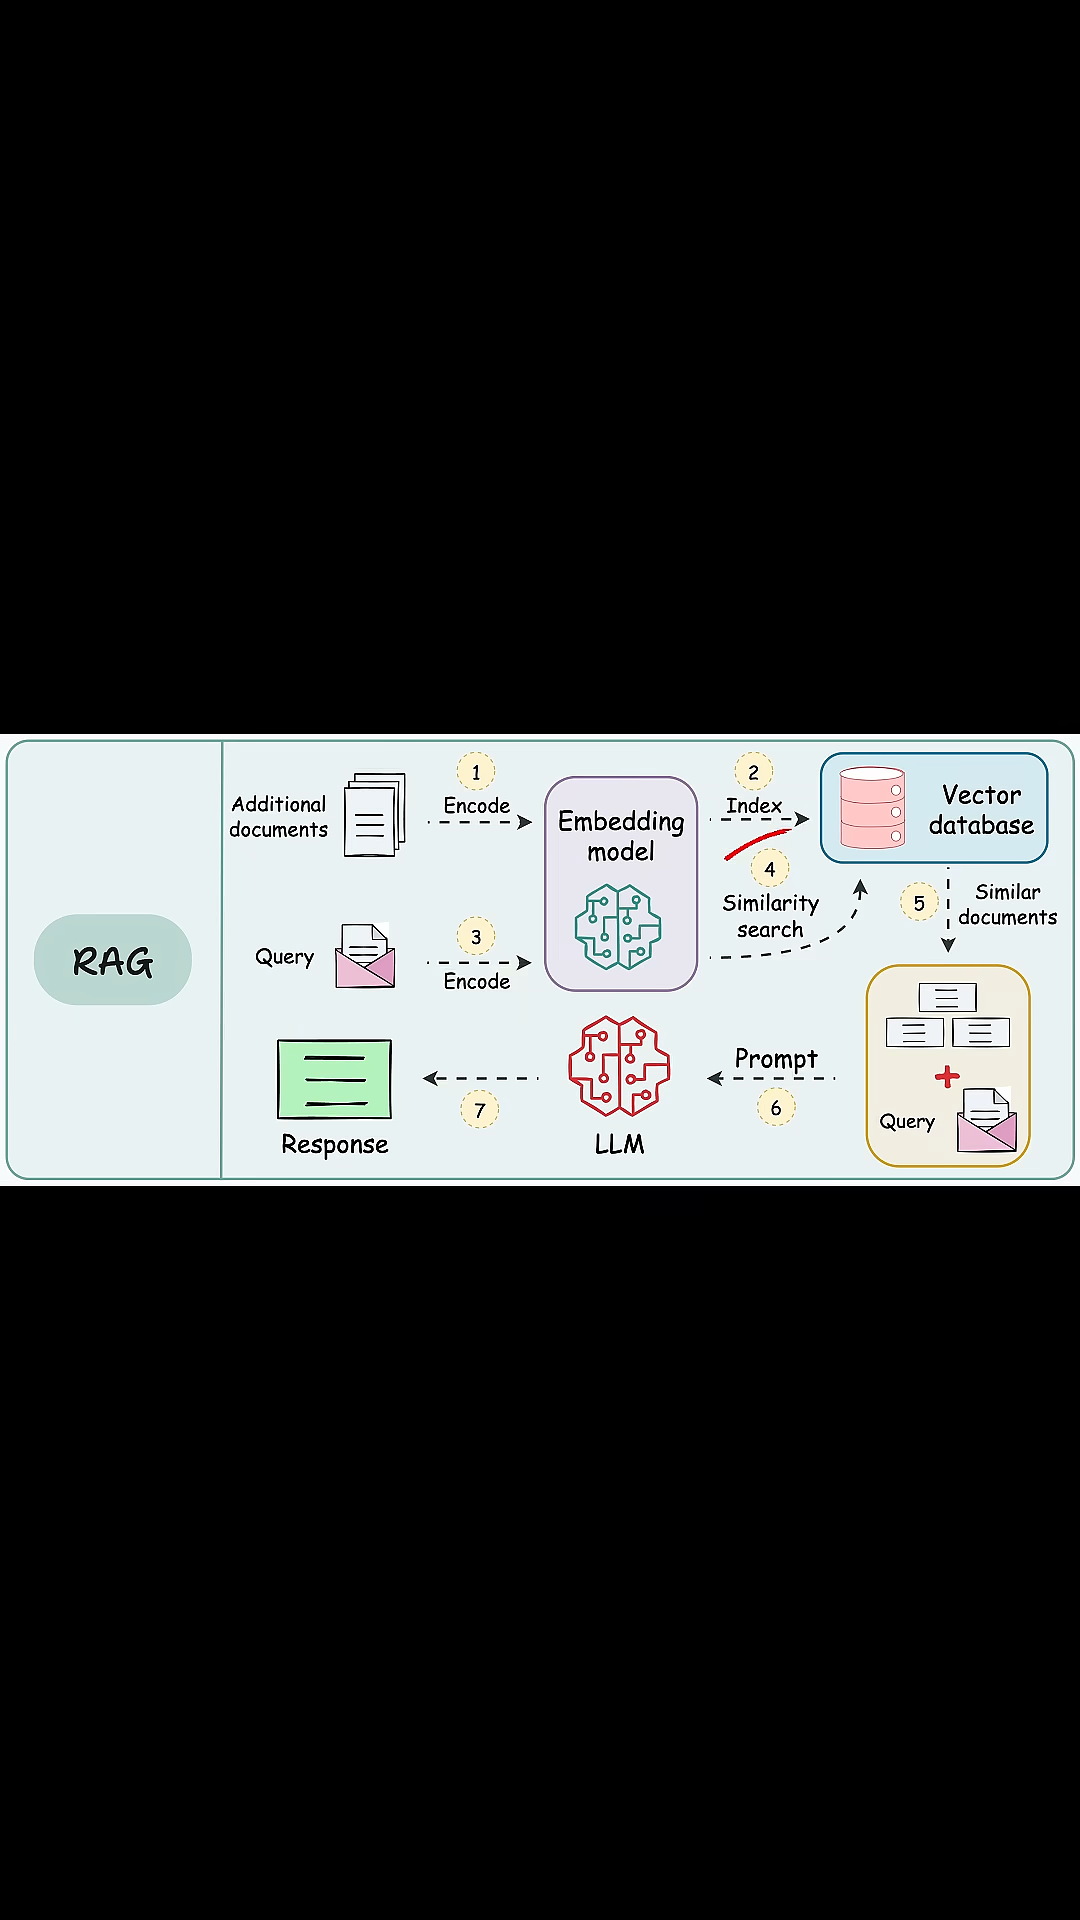 RAG
Additional
documents
1
Encode
Embedding
model
2
Index
Vector
database
Query
3
Encode
4
Similarity
search
5
Similar
documents
Query
Prompt
6
LLM
7
Response